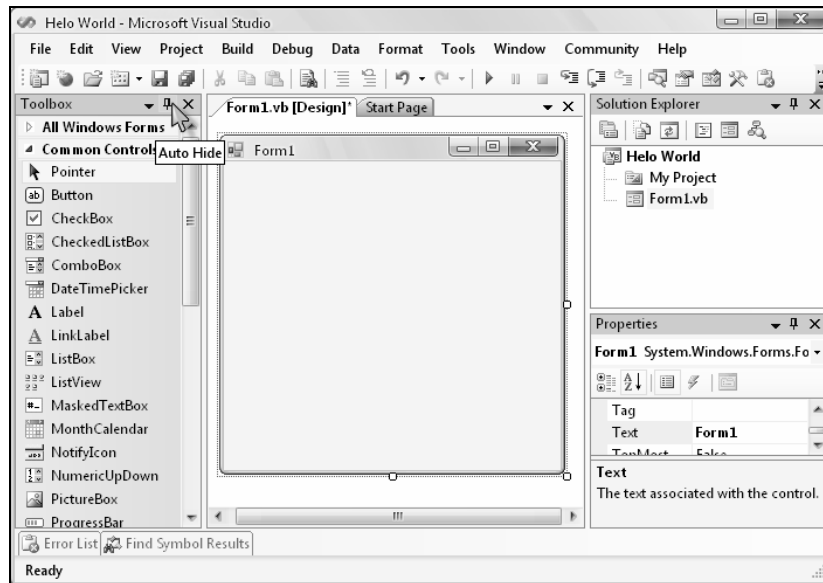 Helo World - Microsoft Visual Studio
File Edit View Project Build Debug Data Format Tools Window Community Help
Toolbox
All Windows Forms
Common Controls
Auto Hide
Pointer
Button
CheckBox
CheckedListBox
ComboBox
DateTimePicker
Label
LinkLabel
ListBox
ListView
MaskedTextBox
MonthCalendar
NotifyIcon
NumericUpDown
PictureBox
ProgressBar
Form1.vb [Design]* Start Page
Form1
Solution Explorer
Helo World
My Project
Form1.vb
Properties
Form1 System.Windows.Forms.Fo
Tag
Text Form1
TopMost False
Text
The text associated with the control.
Error List Find Symbol Results
Ready